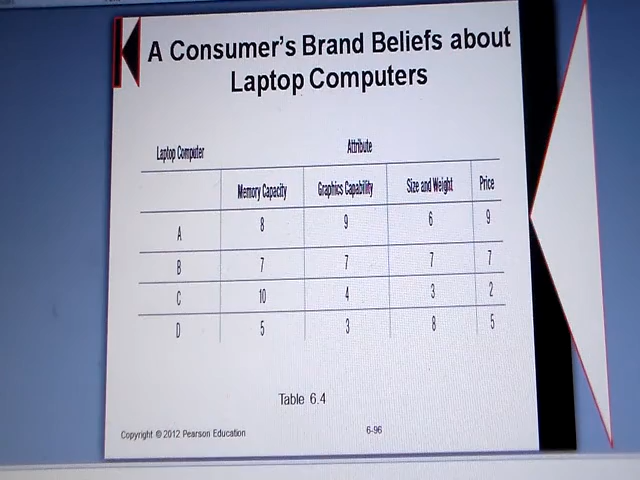 A Consumer's Brand Beliefs about
Laptop Computers
Laptop Computer Attribute
Memory Capacity Graphics Capability Size and Weight Price
A 8 9 6 9
B 7 7 7 7
C 10 4 3 2
D 5 3 8 5
Table 6.4
Copyright © 2012 Pearson Education 6-96